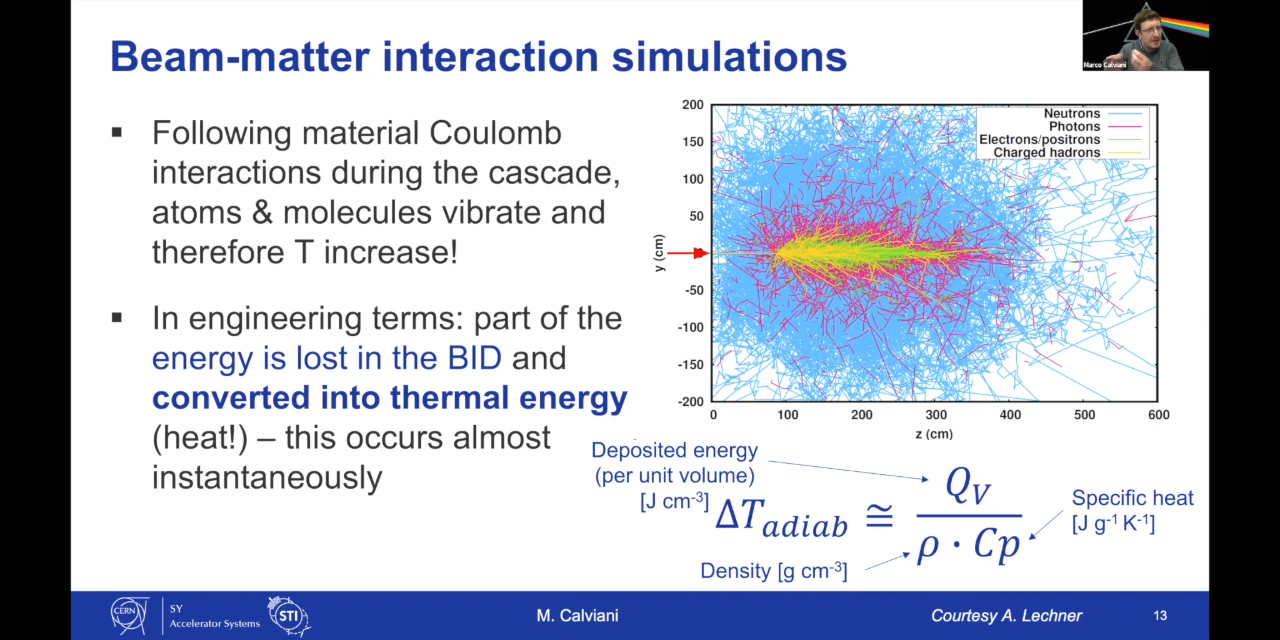 Beam-matter interaction simulations
Marco Calviani
▪ Following material Coulomb
interactions during the cascade,
atoms & molecules vibrate and
therefore T increase!
▪ In engineering terms: part of the
energy is lost in the BID and
converted into thermal energy
(heat!) – this occurs almost
instantaneously
200
150
100
50
-50
-100
-150
-200
y (cm)
Neutrons
Photons
Electrons/positrons
Charged hadrons
0 100 200 300 400 500 600
z (cm)
Deposited energy
(per unit volume)
[J cm⁻³]
ΔT_adiab ≅ Q_V / ρ · Cp
Specific heat
[J g⁻¹ K⁻¹]
Density [g cm⁻³]
CERN
SY
Accelerator Systems
STI
M. Calviani
Courtesy A. Lechner
13